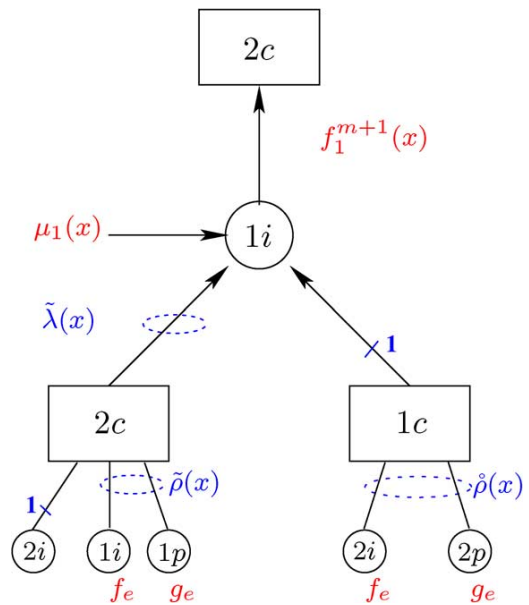 2c
f_1^{m+1}(x)
μ_1(x)
1i
λ̃(x)
1
2c
1c
1
ρ̃(x)
ρ̊(x)
2i
1i
1p
2i
2p
f_e
g_e
f_e
g_e